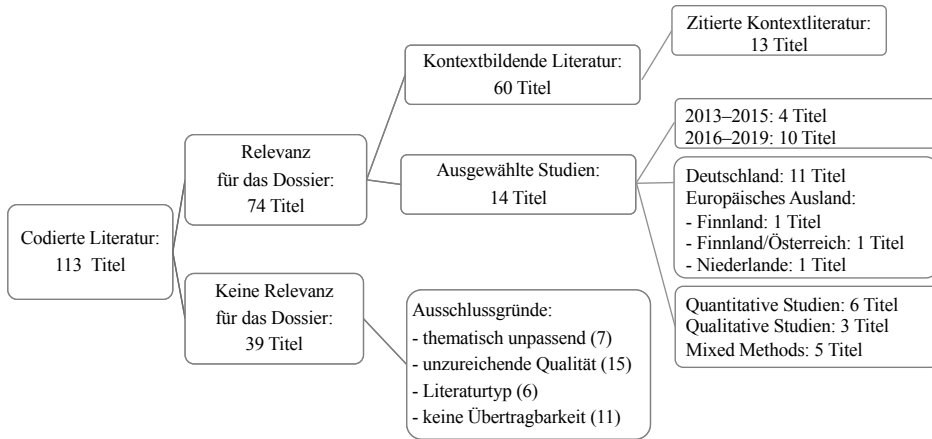 Codierte Literatur:
113 Titel
Relevanz
für das Dossier:
74 Titel
Keine Relevanz
für das Dossier:
39 Titel
Kontextbildende Literatur:
60 Titel
Ausgewählte Studien:
14 Titel
Ausschlussgründe:
- thematisch unpassend (7)
- unzureichende Qualität (15)
- Literaturtyp (6)
- keine Übertragbarkeit (11)
Zitierte Kontextliteratur:
13 Titel
2013–2015: 4 Titel
2016–2019: 10 Titel
Deutschland: 11 Titel
Europäisches Ausland:
- Finnland: 1 Titel
- Finnland/Österreich: 1 Titel
- Niederlande: 1 Titel
Quantitative Studien: 6 Titel
Qualitative Studien: 3 Titel
Mixed Methods: 5 Titel